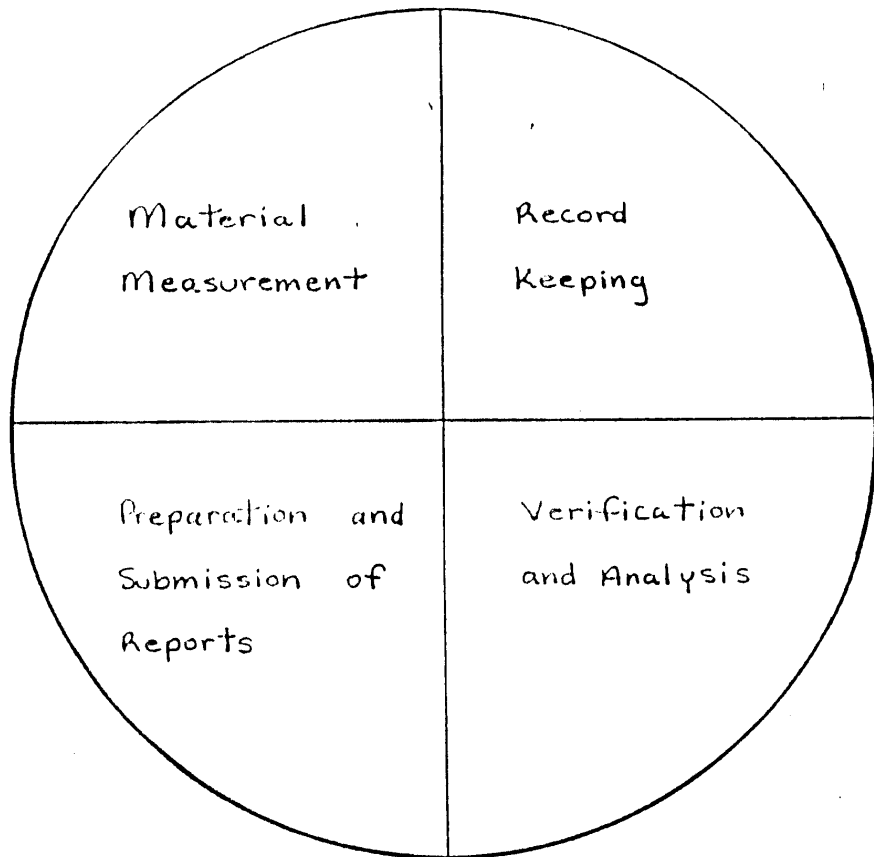 Material
Measurement
Record
Keeping
Preparation and
Submission of
Reports
Verification
and Analysis